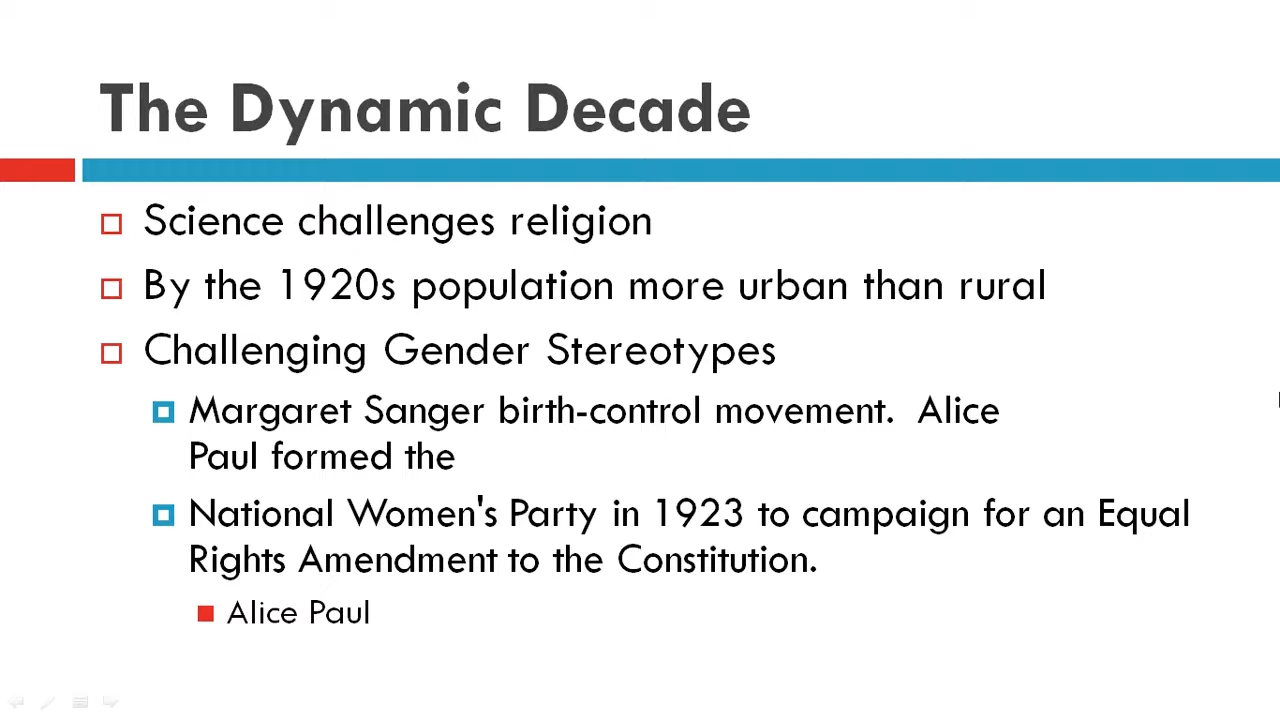 The Dynamic Decade
Science challenges religion
By the 1920s population more urban than rural
Challenging Gender Stereotypes
Margaret Sanger birth-control movement.  Alice
Paul formed the
National Women's Party in 1923 to campaign for an Equal
Rights Amendment to the Constitution.
Alice Paul